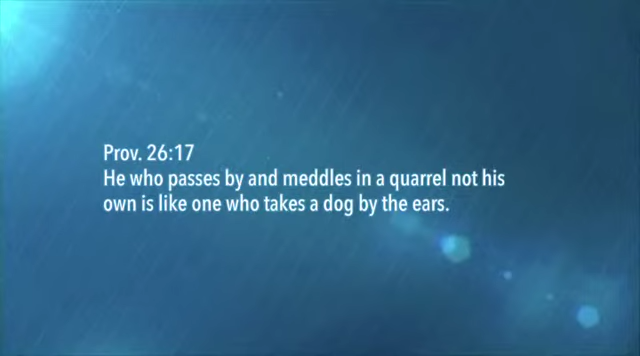 Prov. 26:17
He who passes by and meddles in a quarrel not his
own is like one who takes a dog by the ears.